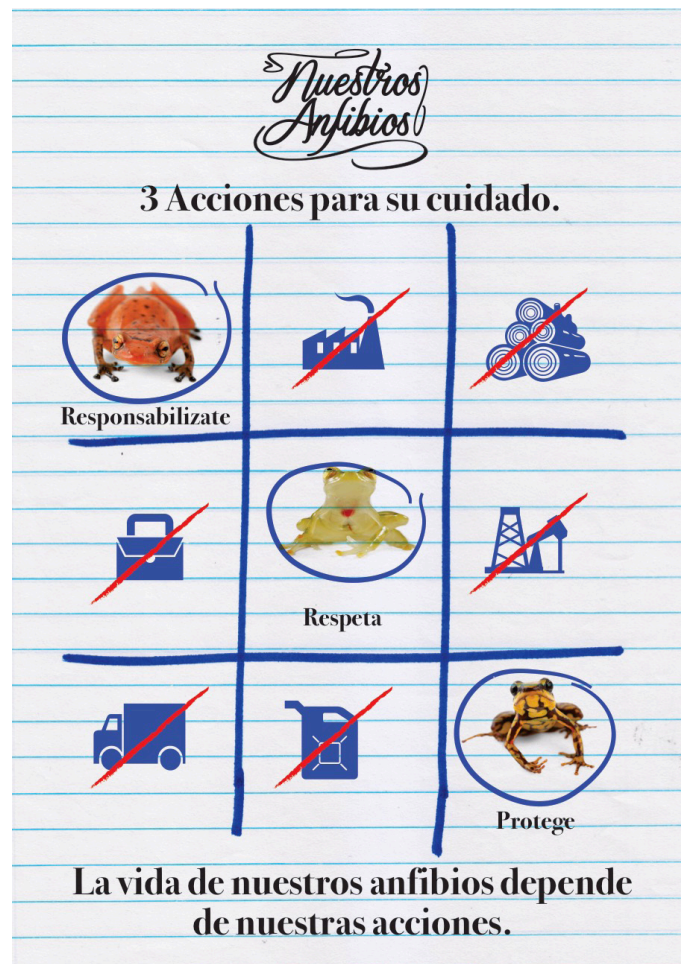 Nuestros
Anfibios
3 Acciones para su cuidado.
Responsabilizate
Respeta
Protege
La vida de nuestros anfibios depende
de nuestras acciones.